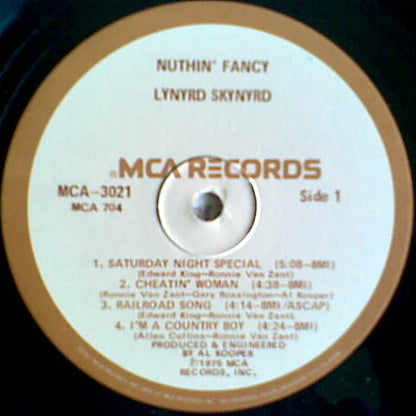 NUTHIN' FANCY
LYNYRD SKYNYRD
®MCA RECORDS
MCA-3021
Side 1
MCA 704
1. SATURDAY NIGHT SPECIAL (5:08-BMI)
(Edward King-Ronnie Van Zant)
2. CHEATIN' WOMAN (4:38-BMI)
(Ronnie Van Zant-Gary Rossington-Al Kooper)
3. RAILROAD SONG (4:14-BMI/ASCAP)
(Edward King-Ronnie Van Zant)
4. I'M A COUNTRY BOY (4:24-BMI)
(Allen Collins-Ronnie Van Zant)
PRODUCED & ENGINEERED
BY AL KOOPER
Ⓟ1975 MCA
RECORDS, INC.